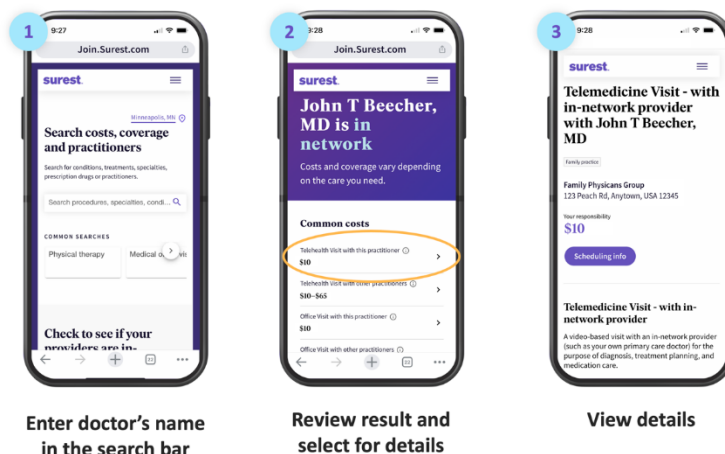 1
9:27
Join.Surest.com
surest.
Minneapolis, MN
Search costs, coverage
and practitioners
Search for conditions, treatments, specialties,
prescription drugs or practitioners.
Search procedures, specialties, condi...
COMMON SEARCHES
Physical therapy
Medical o
Check to see if your
providers are in-
22
Enter doctor's name
in the search bar
2
9:28
Join.Surest.com
surest.
John T Beecher,
MD is in
network
Costs and coverage vary depending
on the care you need.
Common costs
Telehealth Visit with this practitioner
$10
Telehealth Visit with other practitioners
$10–$65
Office Visit with this practitioner
$10
Office Visit with other practitioners
22
Review result and
select for details
3
9:28
surest.
Telemedicine Visit - with
in-network provider
with John T Beecher,
MD
Family practice
Family Physicans Group
123 Peach Rd, Anytown, USA 12345
Your responsibility
$10
Scheduling info
Telemedicine Visit - with in-
network provider
A video-based visit with an in-network provider
(such as your own primary care doctor) for the
purpose of diagnosis, treatment planning, and
medication care.
View details